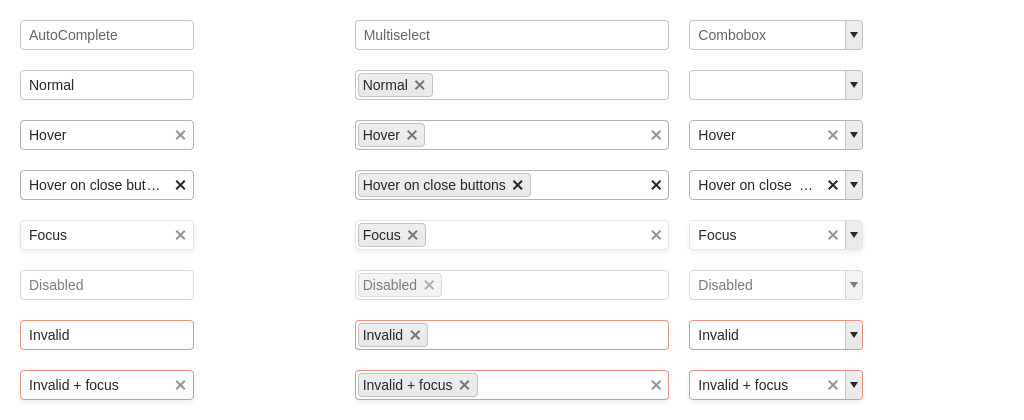 AutoComplete Multiselect Combobox
Normal Normal
Hover Hover Hover
Hover on close but… Hover on close buttons Hover on close …
Focus Focus Focus
Disabled Disabled Disabled
Invalid Invalid Invalid
Invalid + focus Invalid + focus Invalid + focus